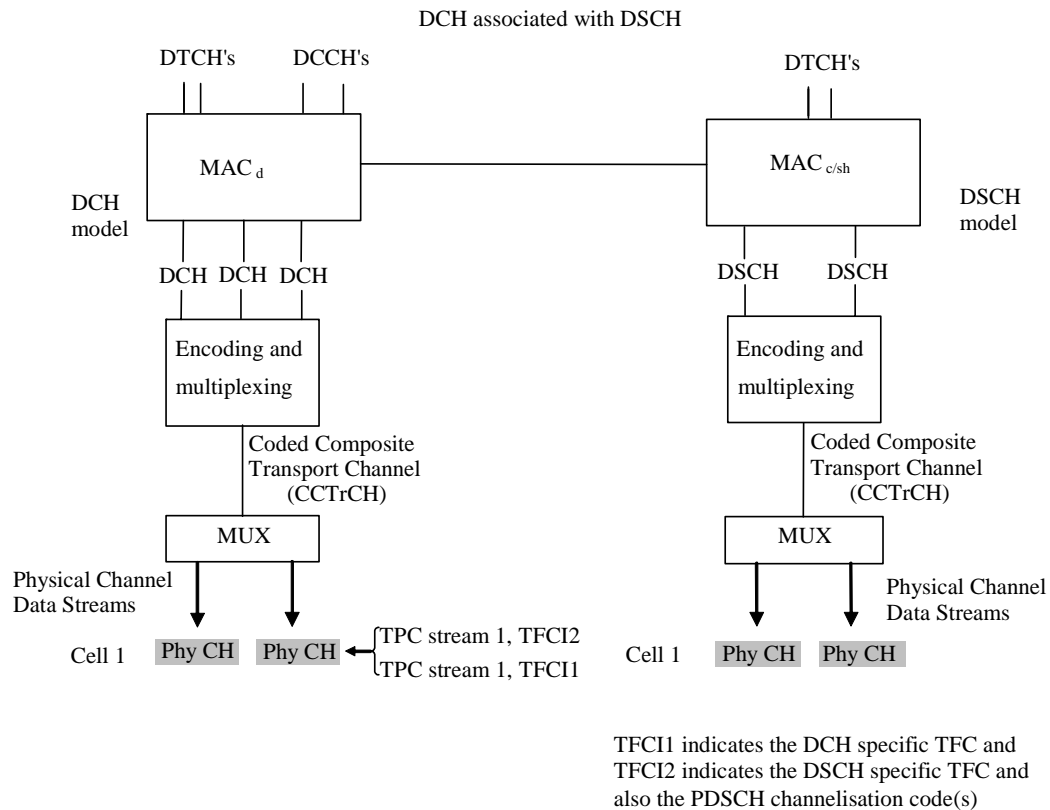 DCH associated with DSCH
DTCH's
DCCH's
DTCH's
MAC d
MAC c/sh
DCH
model
DSCH
model
DCH
DCH
DCH
DSCH
DSCH
Encoding and
multiplexing
Encoding and
multiplexing
Coded Composite
Transport Channel
(CCTrCH)
Coded Composite
Transport Channel
(CCTrCH)
MUX
MUX
Physical Channel
Data Streams
Physical Channel
Data Streams
Cell 1
Phy CH
Phy CH
TPC stream 1, TFCI2
TPC stream 1, TFCI1
Cell 1
Phy CH
Phy CH
TFCI1 indicates the DCH specific TFC and
TFCI2 indicates the DSCH specific TFC and
also the PDSCH channelisation code(s)